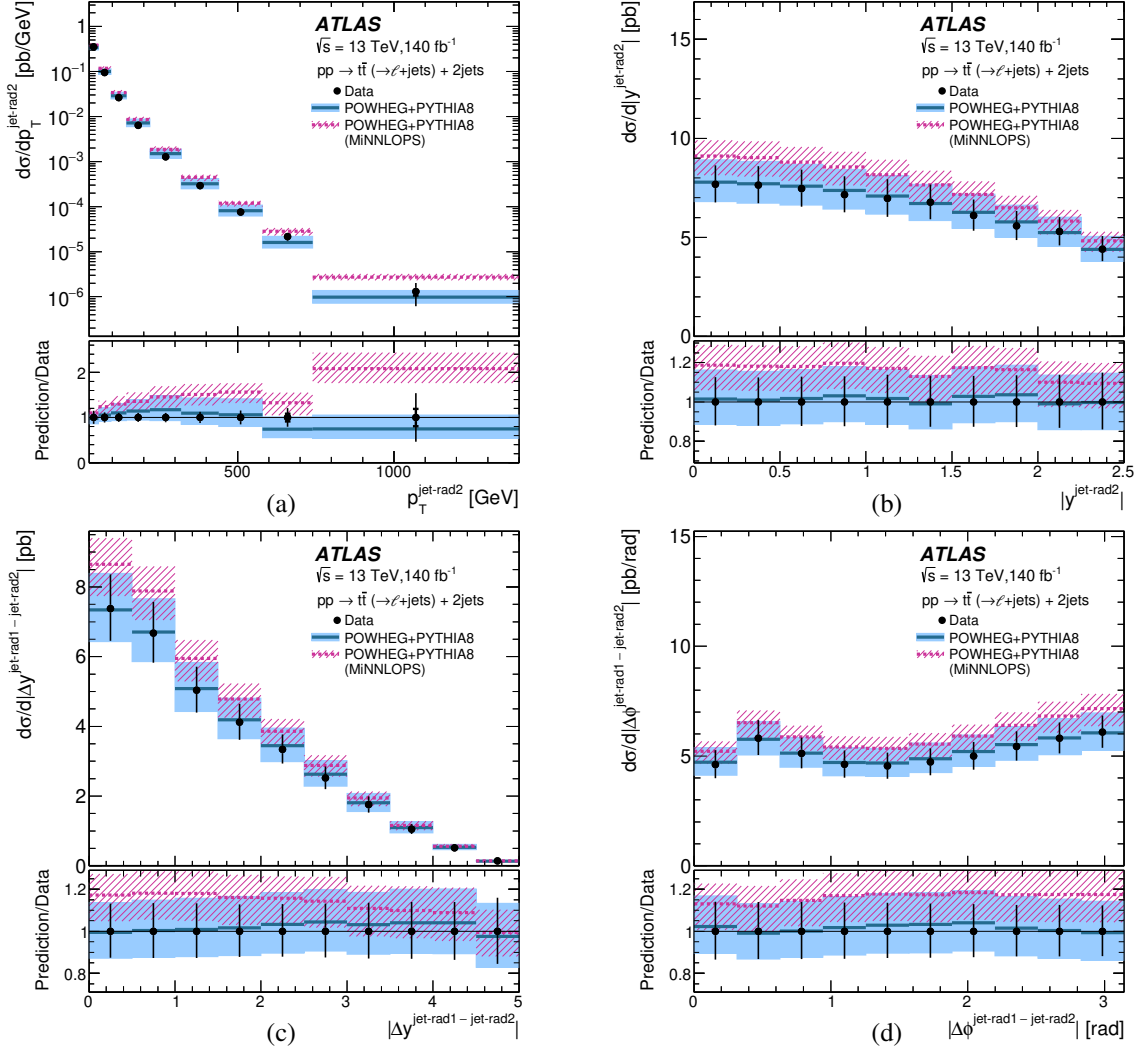 dσ/dp_T^jet-rad2 [pb/GeV]
1
10^−1
10^−2
10^−3
10^−4
10^−5
10^−6
ATLAS
√s = 13 TeV,140 fb^-1
pp → tt̄ (→ℓ+jets) + 2jets
Data
POWHEG+PYTHIA8
POWHEG+PYTHIA8
(MiNNLOPS)
Prediction/Data
2
1
0
500
1000
p_T^jet-rad2 [GeV]
(a)
dσ/d|y^jet-rad2| [pb]
15
10
5
0
ATLAS
√s = 13 TeV,140 fb^-1
pp → tt̄ (→ℓ+jets) + 2jets
Data
POWHEG+PYTHIA8
POWHEG+PYTHIA8
(MiNNLOPS)
Prediction/Data
1.2
1
0.8
0 0.5 1 1.5 2 2.5
|y^jet-rad2|
(b)
dσ/d|Δy^jet-rad1 − jet-rad2| [pb]
8
6
4
2
0
ATLAS
√s = 13 TeV,140 fb^-1
pp → tt̄ (→ℓ+jets) + 2jets
Data
POWHEG+PYTHIA8
POWHEG+PYTHIA8
(MiNNLOPS)
Prediction/Data
1.2
1
0.8
0 1 2 3 4 5
|Δy^jet-rad1 − jet-rad2|
(c)
dσ/d|Δϕ^jet-rad1 − jet-rad2| [pb/rad]
15
10
5
0
ATLAS
√s = 13 TeV,140 fb^-1
pp → tt̄ (→ℓ+jets) + 2jets
Data
POWHEG+PYTHIA8
POWHEG+PYTHIA8
(MiNNLOPS)
Prediction/Data
1.2
1
0.8
0 1 2 3
|Δϕ^jet-rad1 − jet-rad2| [rad]
(d)